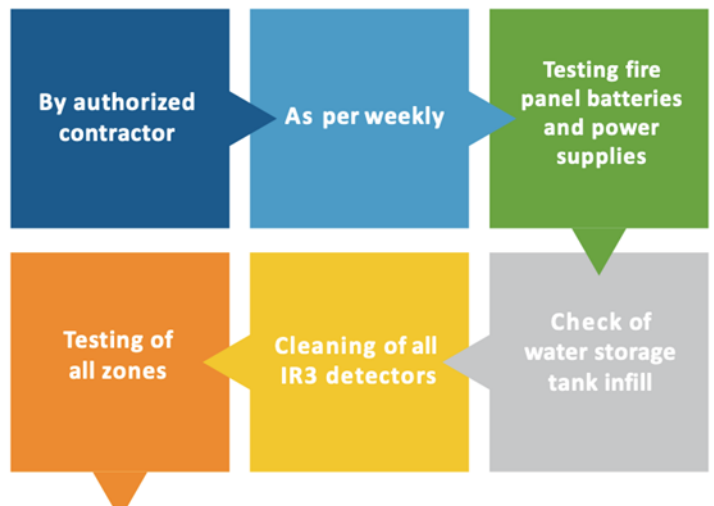 By authorized
contractor
As per weekly
Testing fire
panel batteries
and power
supplies
Check of
water storage
tank infill
Cleaning of all
IR3 detectors
Testing of
all zones